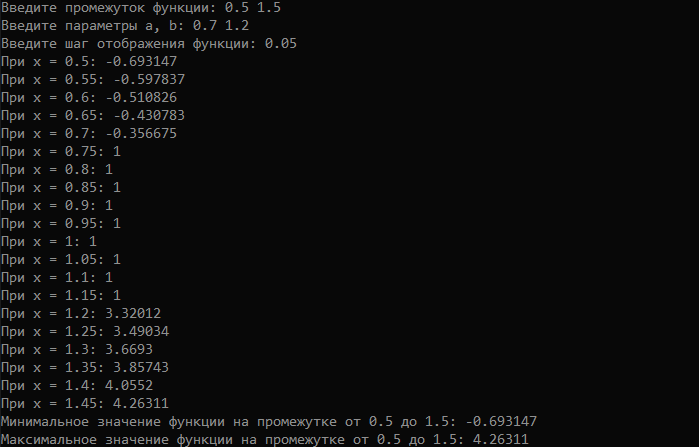 Введите промежуток функции: 0.5 1.5
Введите параметры a, b: 0.7 1.2
Введите шаг отображения функции: 0.05
При x = 0.5: -0.693147
При x = 0.55: -0.597837
При x = 0.6: -0.510826
При x = 0.65: -0.430783
При x = 0.7: -0.356675
При x = 0.75: 1
При x = 0.8: 1
При x = 0.85: 1
При x = 0.9: 1
При x = 0.95: 1
При x = 1: 1
При x = 1.05: 1
При x = 1.1: 1
При x = 1.15: 1
При x = 1.2: 3.32012
При x = 1.25: 3.49034
При x = 1.3: 3.6693
При x = 1.35: 3.85743
При x = 1.4: 4.0552
При x = 1.45: 4.26311
Минимальное значение функции на промежутке от 0.5 до 1.5: -0.693147
Максимальное значение функции на промежутке от 0.5 до 1.5: 4.26311